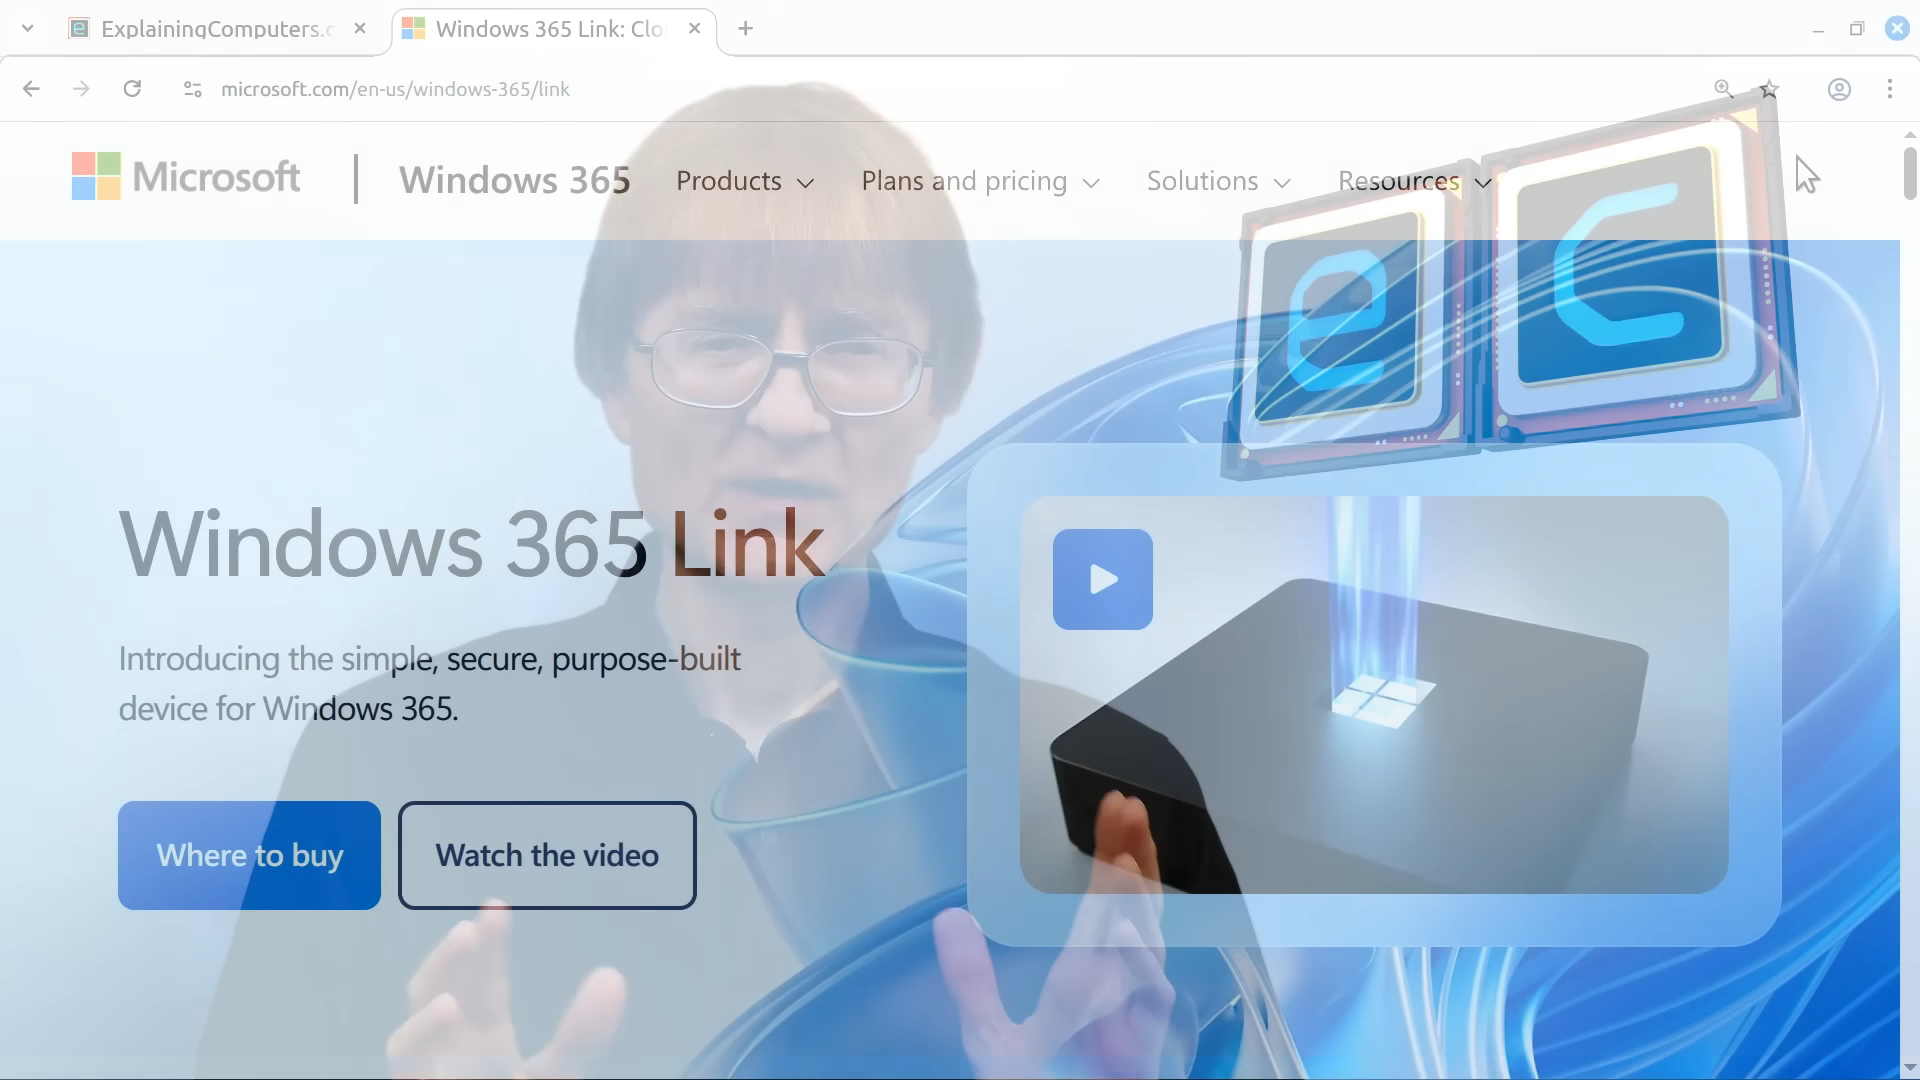 ExplainingComputers.c
Windows 365 Link: Clo
microsoft.com/en-us/windows-365/link
Microsoft
Windows 365
Products
Plans and pricing
Solutions
Resources
e C
Windows 365 Link
Introducing the simple, secure, purpose-built
device for Windows 365.
Where to buy
Watch the video